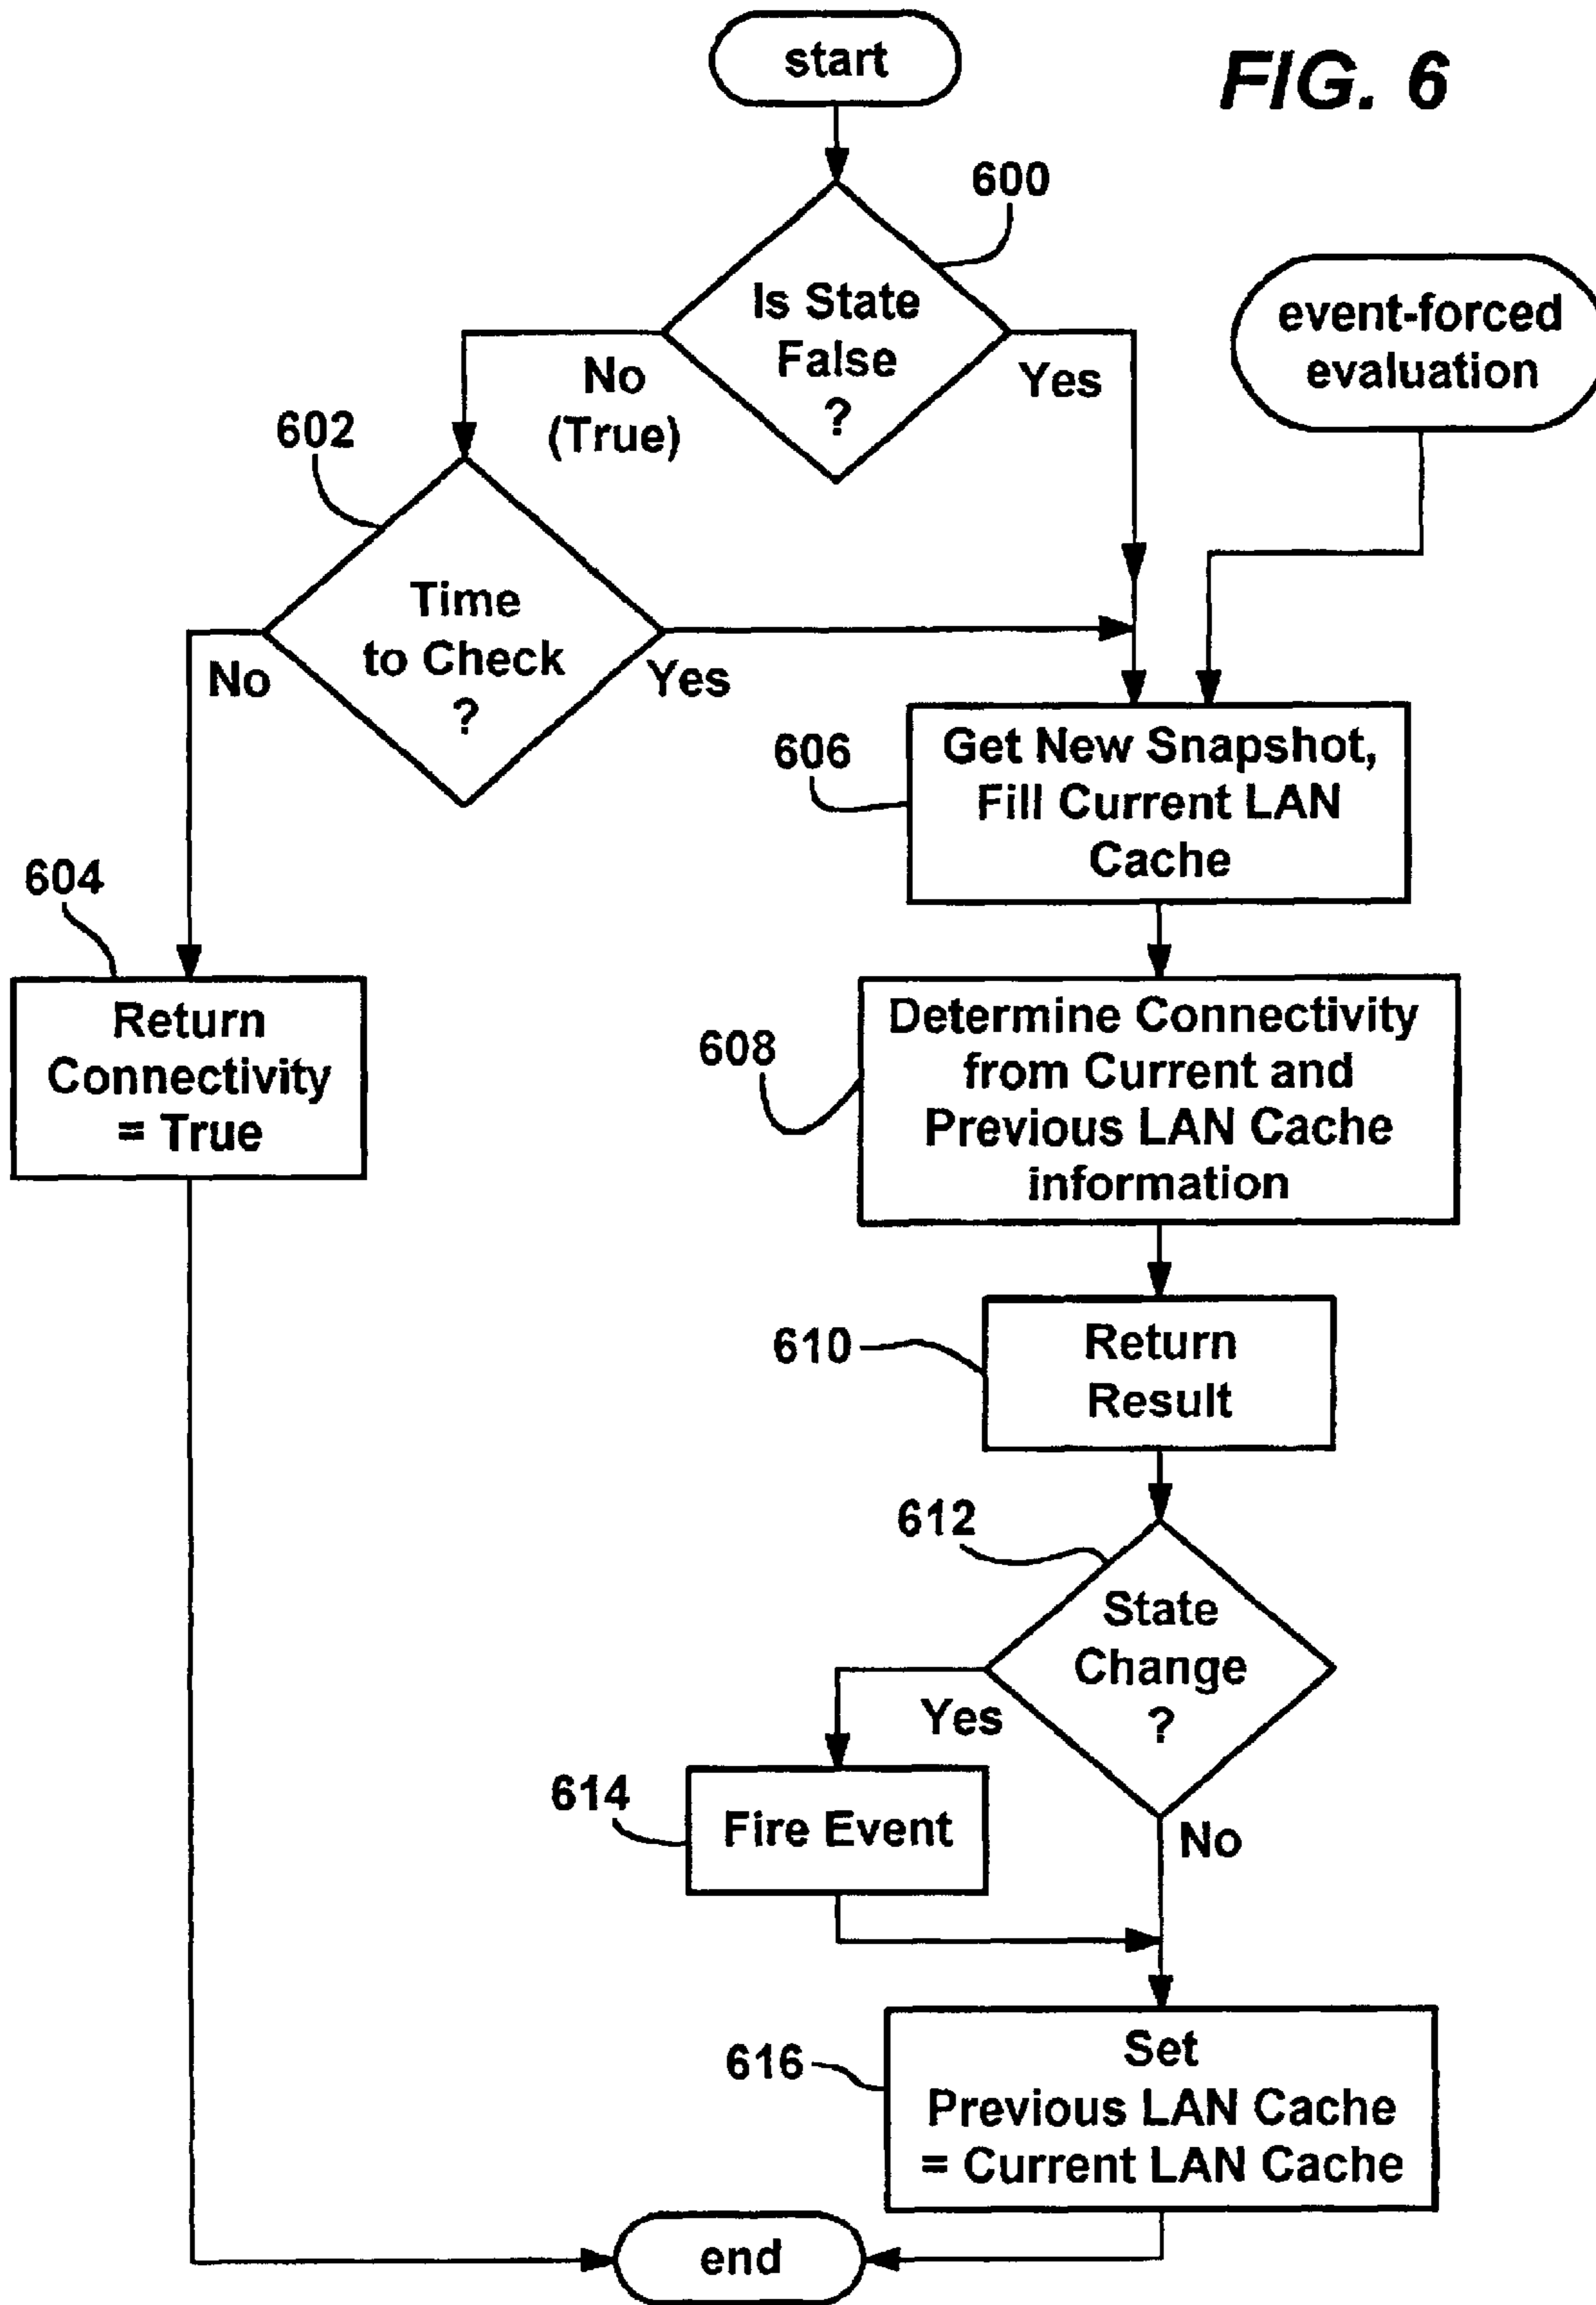 start
FIG. 6
600
Is State
False
?
No
(True)
Yes
event-forced
evaluation
602
Time
to Check
?
No
Yes
606
Get New Snapshot,
Fill Current LAN
Cache
604
Return
Connectivity
= True
608
Determine Connectivity
from Current and
Previous LAN Cache
information
610
Return
Result
612
State
Change
?
Yes
No
614
Fire Event
616
Set
Previous LAN Cache
= Current LAN Cache
end